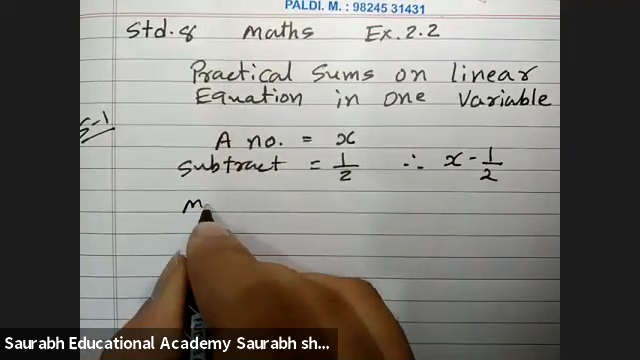 PALDI. M. : 98245 31431
Std. 8 Maths Ex. 2.2
Practical Sums on linear
Equation in one Variable
S-1
A no. = x
Subtract = 1/2 ∴ x - 1/2
M
Saurabh Educational Academy Saurabh sh...